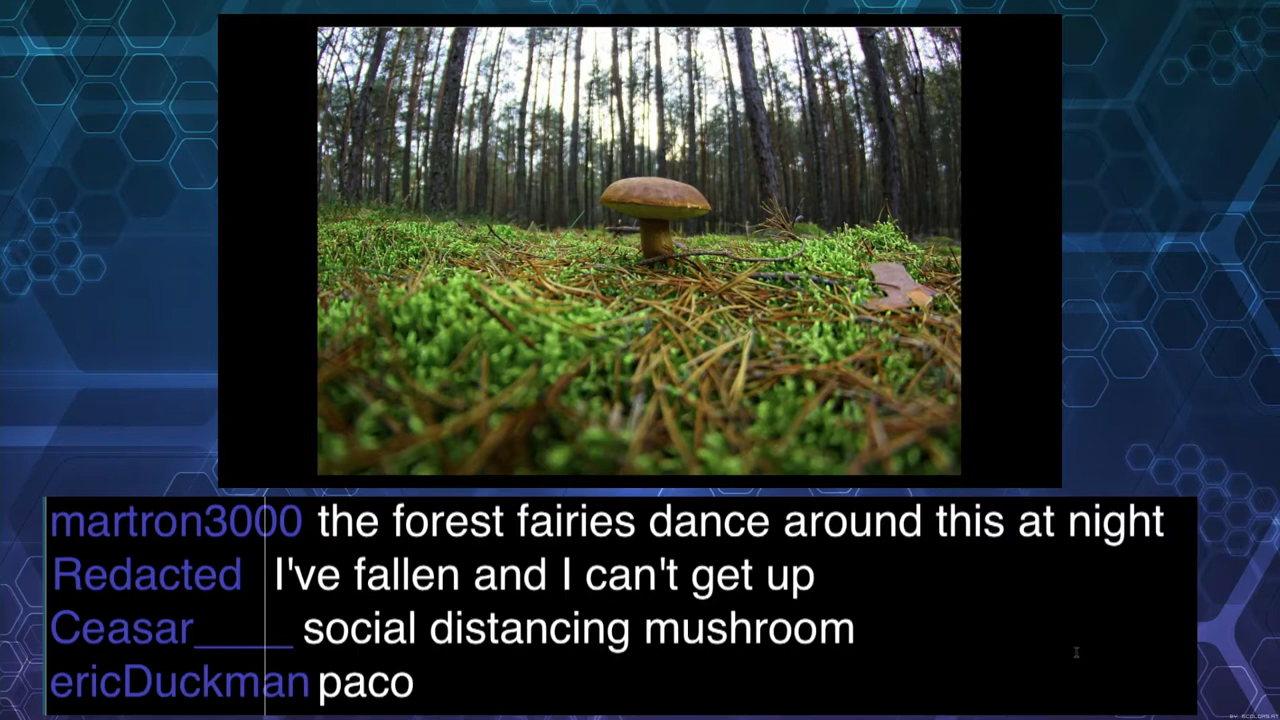 martron3000 the forest fairies dance around this at night
Redacted I've fallen and I can't get up
Ceasar____ social distancing mushroom
ericDuckman paco